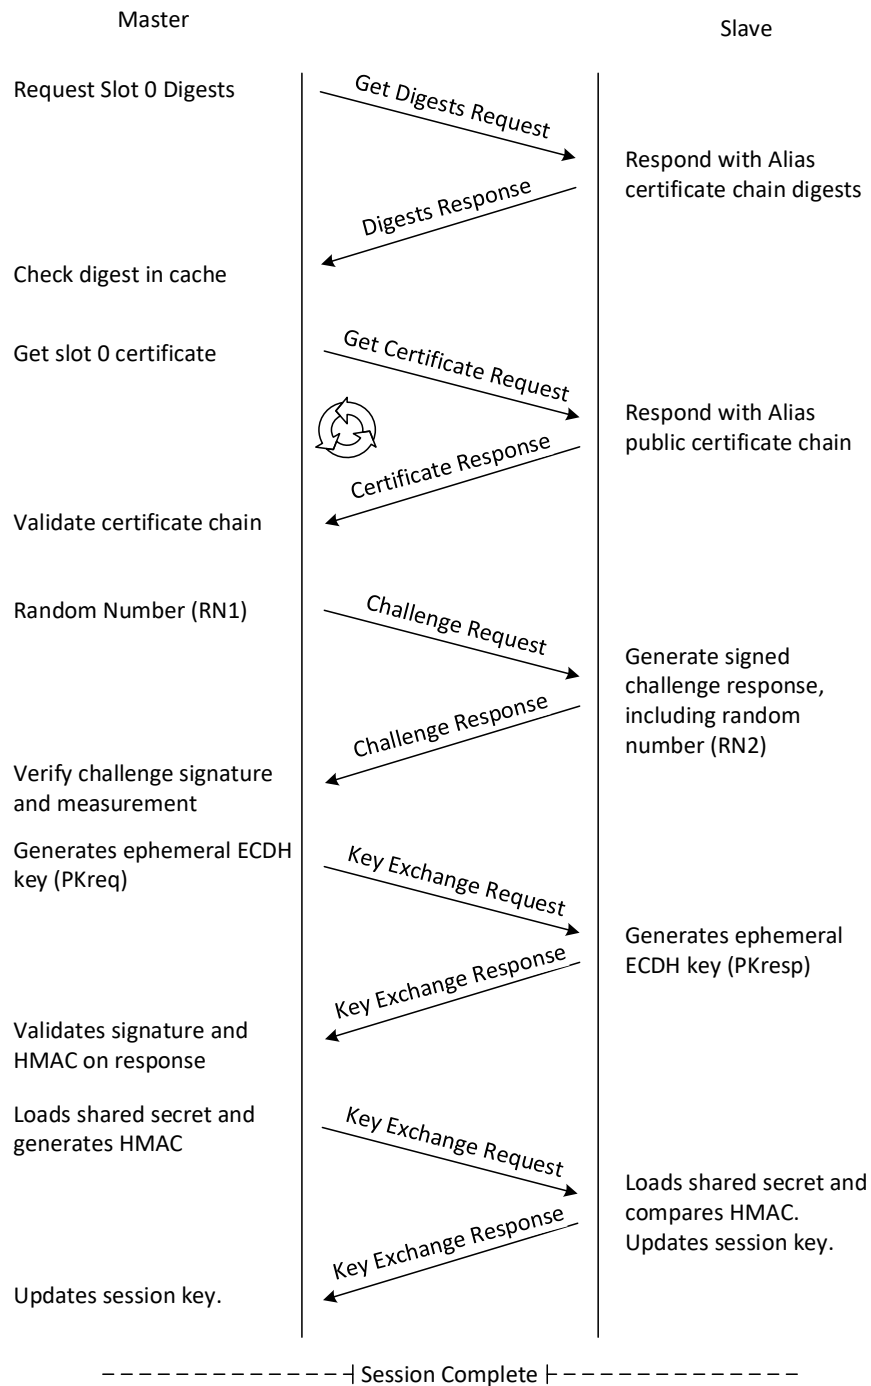 Master
Slave
Request Slot 0 Digests
Get Digests Request
Respond with Alias
certificate chain digests
Digests Response
Check digest in cache
Get slot 0 certificate
Get Certificate Request
Respond with Alias
public certificate chain
Certificate Response
Validate certificate chain
Random Number (RN1)
Challenge Request
Generate signed
challenge response,
including random
number (RN2)
Challenge Response
Verify challenge signature
and measurement
Generates ephemeral ECDH
key (PKreq)
Key Exchange Request
Generates ephemeral
ECDH key (PKresp)
Key Exchange Response
Validates signature and
HMAC on response
Loads shared secret and
generates HMAC
Key Exchange Request
Loads shared secret and
compares HMAC.
Updates session key.
Key Exchange Response
Updates session key.
Session Complete